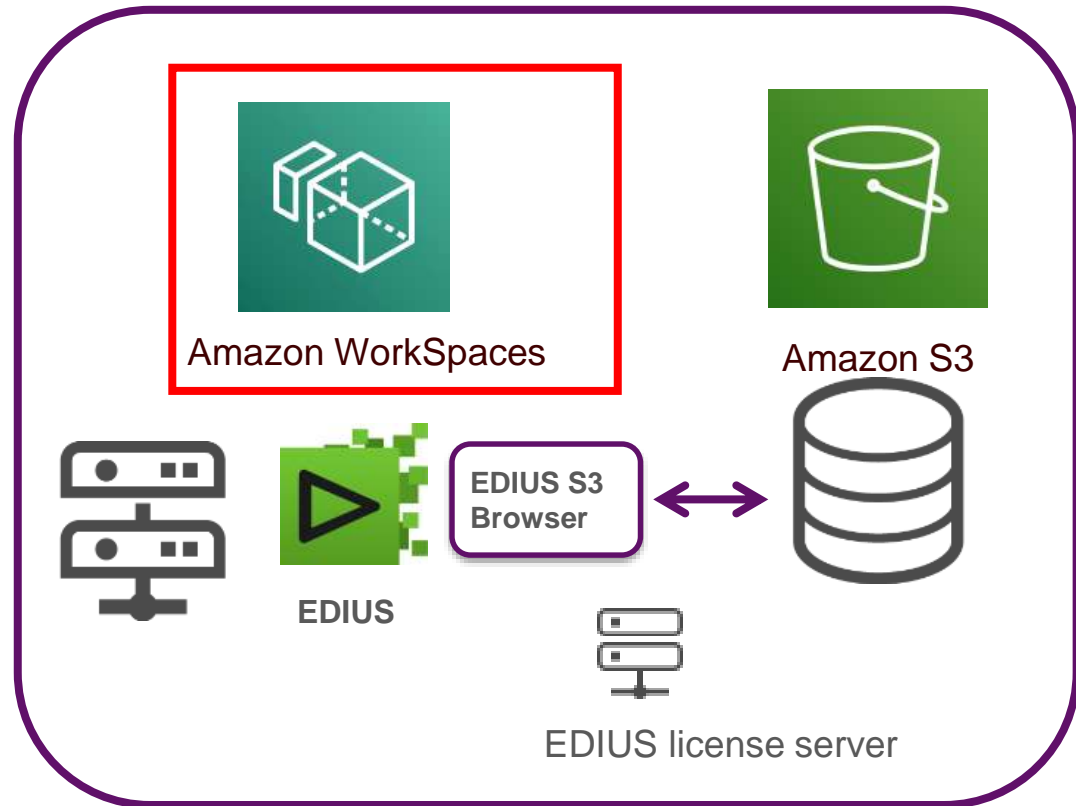 Amazon WorkSpaces
Amazon S3
EDIUS S3
Browser
EDIUS
EDIUS license server